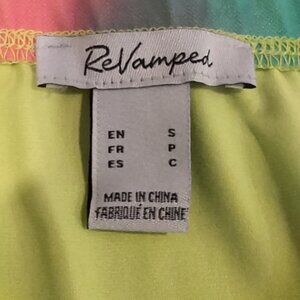 ReVamped
EN S
FR P
ES C
MADE IN CHINA
FABRIQUÉ EN CHINE